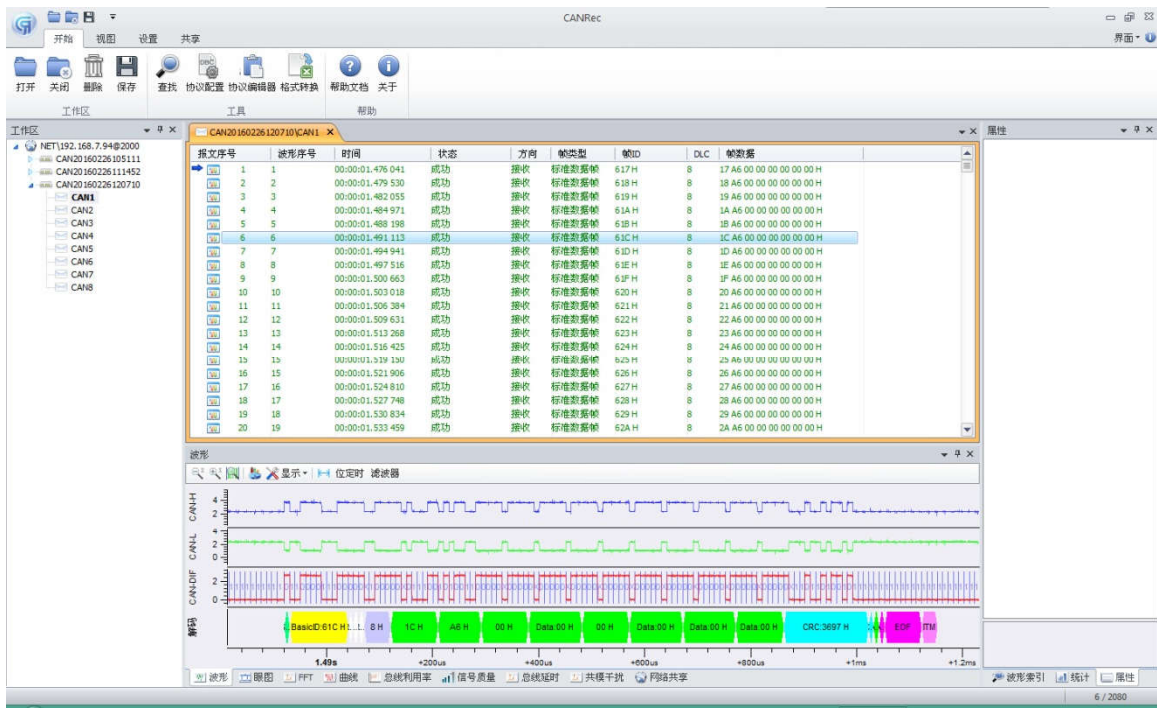 CANRec
开始 视图 设置 共享 界面
打开 关闭 删除 保存 查找 协议配置 协议编辑器 格式转换 帮助文档 关于
工作区 工具 帮助
工作区
NET\192.168.7.94@2000
CAN20160226105111
CAN20160226111452
CAN20160226120710
CAN1
CAN2
CAN3
CAN4
CAN5
CAN6
CAN7
CAN8
CAN20160226120710\CAN1
报文序号 波形序号 时间 状态 方向 帧类型 帧ID DLC 帧数据
1 1 00:00:01.476 041 成功 接收 标准数据帧 617 H 8 17 A6 00 00 00 00 00 00 H
2 2 00:00:01.479 530 成功 接收 标准数据帧 618 H 8 18 A6 00 00 00 00 00 00 H
3 3 00:00:01.482 055 成功 接收 标准数据帧 619 H 8 19 A6 00 00 00 00 00 00 H
4 4 00:00:01.484 971 成功 接收 标准数据帧 61A H 8 1A A6 00 00 00 00 00 00 H
5 5 00:00:01.488 198 成功 接收 标准数据帧 61B H 8 1B A6 00 00 00 00 00 00 H
6 6 00:00:01.491 113 成功 接收 标准数据帧 61C H 8 1C A6 00 00 00 00 00 00 H
7 7 00:00:01.494 941 成功 接收 标准数据帧 61D H 8 1D A6 00 00 00 00 00 00 H
8 8 00:00:01.497 516 成功 接收 标准数据帧 61E H 8 1E A6 00 00 00 00 00 00 H
9 9 00:00:01.500 663 成功 接收 标准数据帧 61F H 8 1F A6 00 00 00 00 00 00 H
10 10 00:00:01.503 018 成功 接收 标准数据帧 620 H 8 20 A6 00 00 00 00 00 00 H
11 11 00:00:01.506 384 成功 接收 标准数据帧 621 H 8 21 A6 00 00 00 00 00 00 H
12 12 00:00:01.509 631 成功 接收 标准数据帧 622 H 8 22 A6 00 00 00 00 00 00 H
13 13 00:00:01.513 268 成功 接收 标准数据帧 623 H 8 23 A6 00 00 00 00 00 00 H
14 14 00:00:01.516 425 成功 接收 标准数据帧 624 H 8 24 A6 00 00 00 00 00 00 H
15 15 00:00:01.519 150 成功 接收 标准数据帧 625 H 8 25 A6 00 00 00 00 00 00 H
16 15 00:00:01.521 906 成功 接收 标准数据帧 626 H 8 26 A6 00 00 00 00 00 00 H
17 16 00:00:01.524 810 成功 接收 标准数据帧 627 H 8 27 A6 00 00 00 00 00 00 H
18 17 00:00:01.527 748 成功 接收 标准数据帧 628 H 8 28 A6 00 00 00 00 00 00 H
19 18 00:00:01.530 834 成功 接收 标准数据帧 629 H 8 29 A6 00 00 00 00 00 00 H
20 19 00:00:01.533 459 成功 接收 标准数据帧 62A H 8 2A A6 00 00 00 00 00 00 H
属性
波形
显示 位定时 滤波器
CAN-H 4 2
CAN-L 4 2 0
CAN-DIF 2 0
解码 BasicID:61C H 8 H 1C H A6 H 00 H Data:00 H 00 H Data:00 H Data:00 H Data:00 H CRC:3697 H EOF ITM
1.49s +200us +400us +600us +800us +1ms +1.2ms
波形 眼图 FFT 曲线 总线利用率 信号质量 总线延时 共模干扰 网络共享 波形索引 统计 属性
6 / 2080